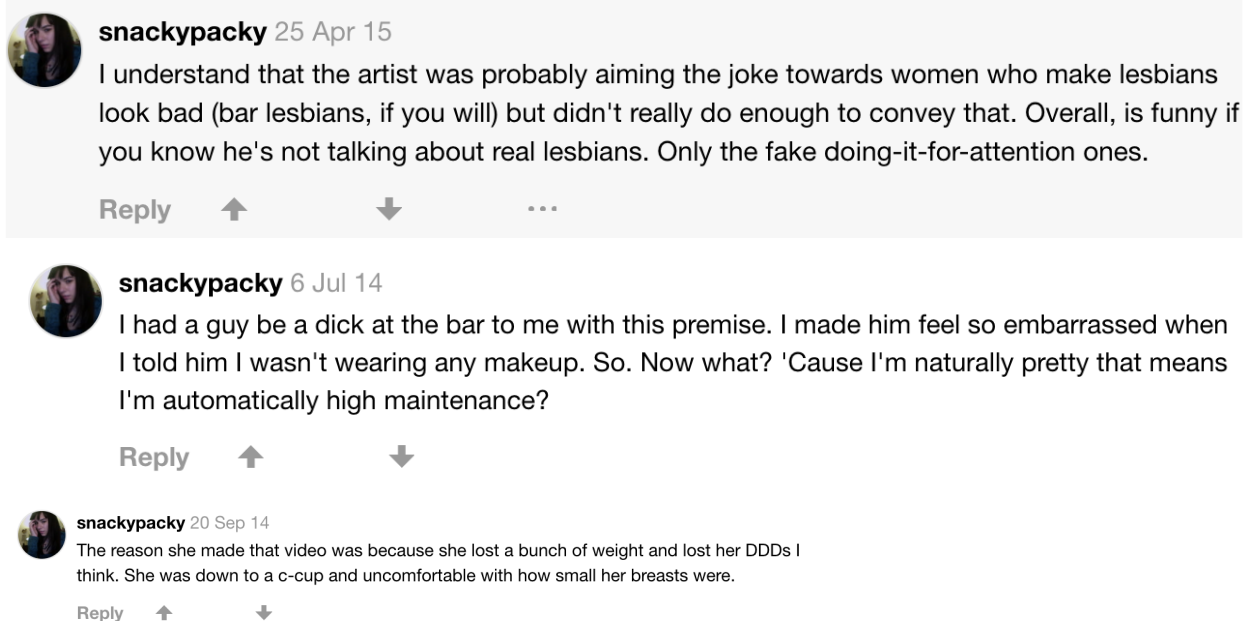 snackypacky 25 Apr 15
I understand that the artist was probably aiming the joke towards women who make lesbians
look bad (bar lesbians, if you will) but didn't really do enough to convey that. Overall, is funny if
you know he's not talking about real lesbians. Only the fake doing-it-for-attention ones.
Reply
snackypacky 6 Jul 14
I had a guy be a dick at the bar to me with this premise. I made him feel so embarrassed when
I told him I wasn't wearing any makeup. So. Now what? 'Cause I'm naturally pretty that means
I'm automatically high maintenance?
Reply
snackypacky 20 Sep 14
The reason she made that video was because she lost a bunch of weight and lost her DDDs I
think. She was down to a c-cup and uncomfortable with how small her breasts were.
Reply